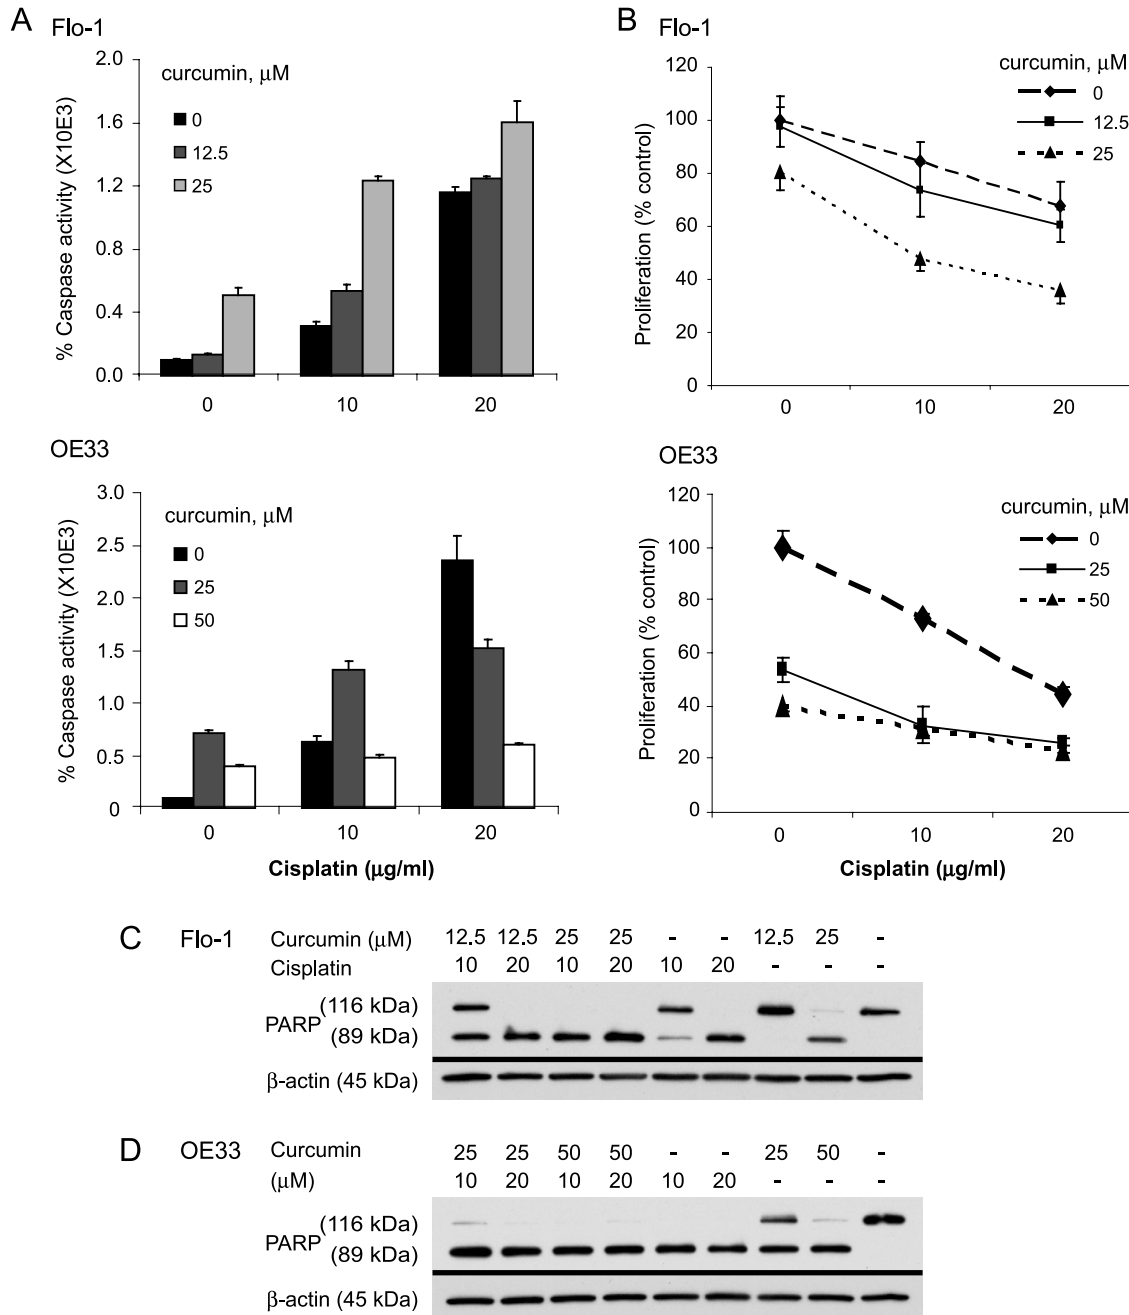 A Flo-1
% Caspase activity (X10E3)
2.0
1.6
1.2
0.8
0.4
0.0
curcumin, μM
0
12.5
25
0 10 20
B Flo-1
Proliferation (% control)
120
100
80
60
40
20
0
curcumin, μM
0
12.5
25
0 10 20
OE33
% Caspase activity (X10E3)
3.0
2.5
2.0
1.5
1.0
0.5
0
curcumin, μM
0
25
50
0 10 20
Cisplatin (μg/ml)
OE33
Proliferation (% control)
120
100
80
60
40
20
0
curcumin, μM
0
25
50
0 10 20
Cisplatin (μg/ml)
C Flo-1 Curcumin (μM) 12.5 12.5 25 25 - - 12.5 25 -
Cisplatin 10 20 10 20 10 20 - - -
PARP (116 kDa)
(89 kDa)
β-actin (45 kDa)
D OE33 Curcumin 25 25 50 50 - - 25 50 -
(μM) 10 20 10 20 10 20 - - -
PARP (116 kDa)
(89 kDa)
β-actin (45 kDa)